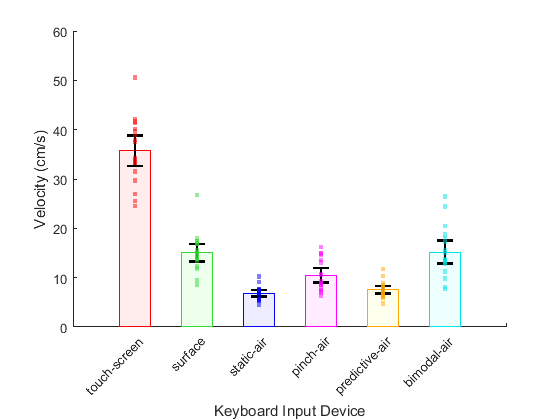 60
50
40
30
20
10
0
Velocity (cm/s)
touch-screen
surface
static-air
pinch-air
predictive-air
bimodal-air
Keyboard Input Device